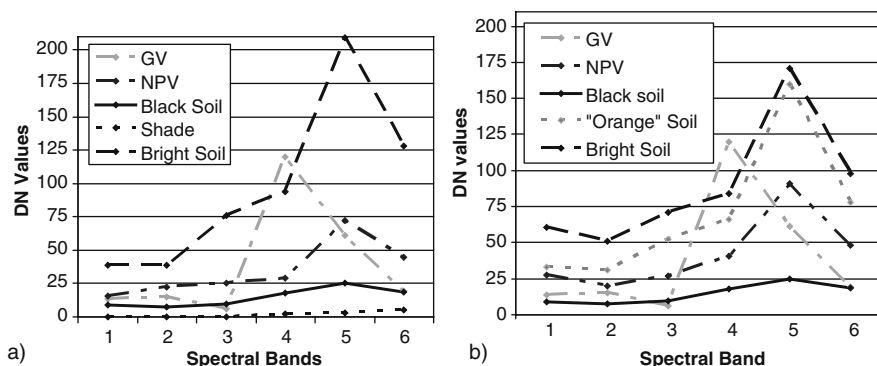 200
175
150
125
100
75
50
25
0
DN Values
GV
NPV
Black Soil
Shade
Bright Soil
1 2 3 4 5 6
Spectral Bands
a)
200
175
150
125
100
75
50
25
0
DN values
GV
NPV
Black soil
"Orange" Soil
Bright Soil
1 2 3 4 5 6
Spectral Band
b)